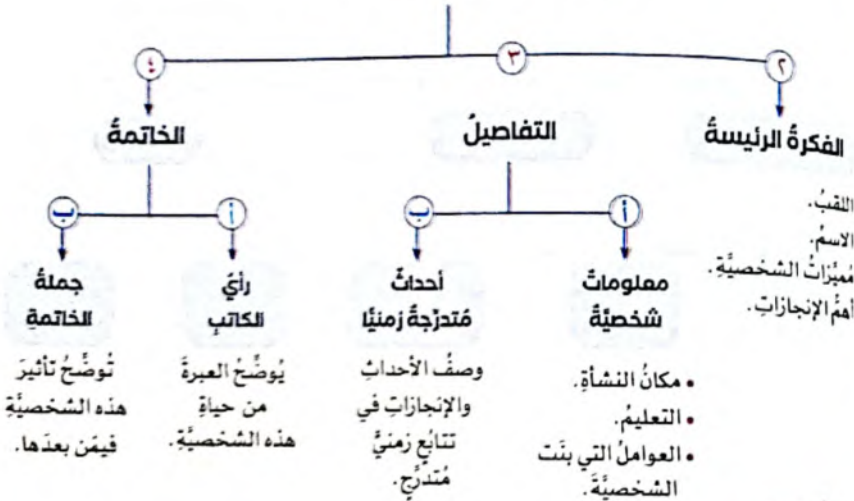 ٢
الفكرةُ الرئيسةُ
اللقبُ.
الاسمُ.
مُميِّزاتُ الشخصيَّةِ.
أهمُّ الإنجازاتِ.
٣
التفاصيلُ
أ
معلوماتٌ
شخصيَّةٌ
• مكانُ النشأةِ.
• التعليمُ.
• العواملُ التي بنَت
الشخصيَّةَ.
ب
أحداثٌ
مُتدرّجةٌ زمنيًّا
وصفُ الأحداثِ
والإنجازاتِ في
تتابُعٍ زمنيٍّ
مُتدرِّجٍ.
٤
الخاتمةُ
أ
رأيُ
الكاتبِ
يُوضِّحُ العبرةَ
من حياةِ
هذه الشخصيَّةِ.
ب
جملةُ
الخاتمةِ
تُوضِّحُ تأثيرَ
هذه الشخصيَّةِ
فيمَن بعدَها.